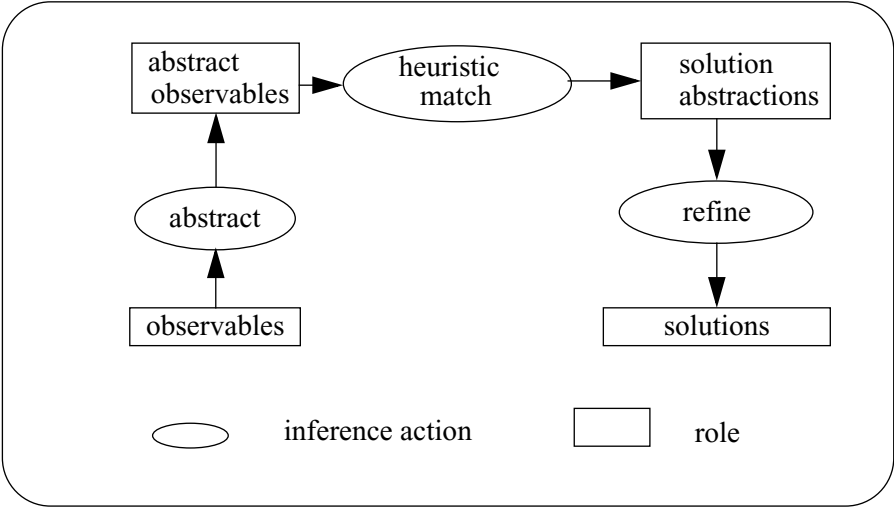 abstract
observables
heuristic
match
solution
abstractions
abstract
refine
observables
solutions
inference action
role